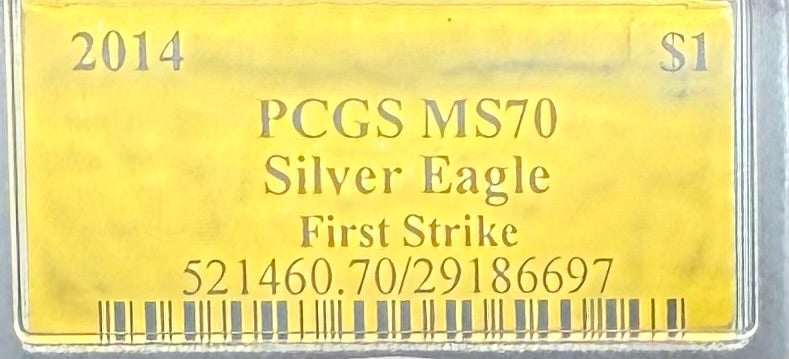 2014 $1
PCGS MS70
Silver Eagle
First Strike
521460.70/29186697